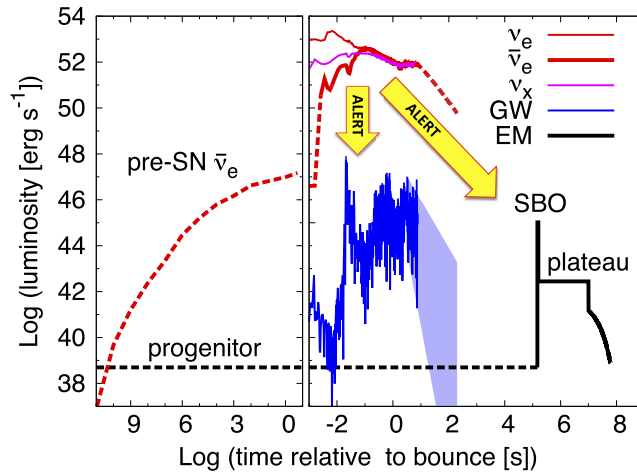 Log (luminosity [erg s⁻¹])
54
52
50
48
46
44
42
40
38
pre-SN ν̄ₑ
progenitor
νₑ
ν̄ₑ
νₓ
GW
EM
ALERT
ALERT
SBO
plateau
9 6 3 0 -2 0 2 4 6 8
Log (time relative to bounce [s])